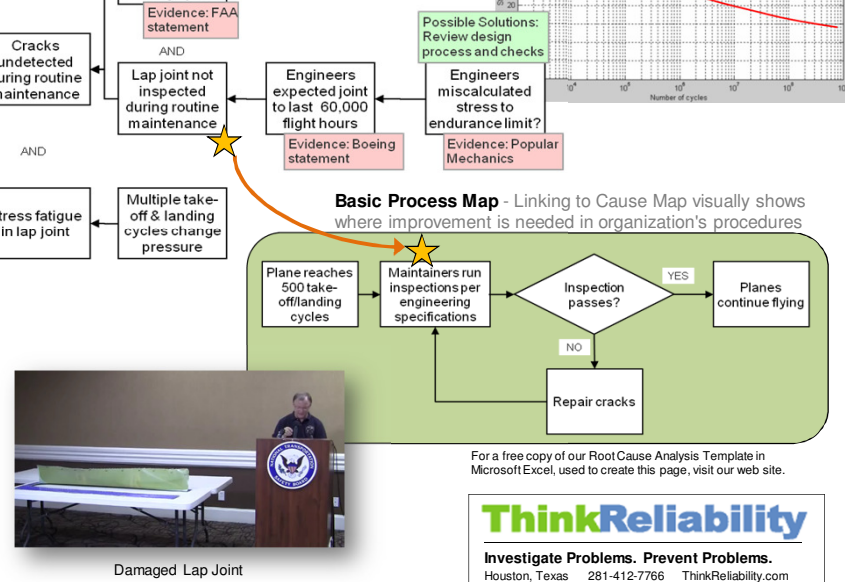 Evidence: FAA
statement
AND
Possible Solutions:
Review design
process and checks
20
Number of cycles
Cracks
undetected
during routine
maintenance
Lap joint not
inspected
during routine
maintenance
Engineers
expected joint
to last 60,000
flight hours
Engineers
miscalculated
stress to
endurance limit?
Evidence: Boeing
statement
Evidence: Popular
Mechanics
AND
tress fatigue
in lap joint
Multiple take-
off & landing
cycles change
pressure
Basic Process Map - Linking to Cause Map visually shows
where improvement is needed in organization's procedures
Plane reaches
500 take-
off/landing
cycles
Maintainers run
inspections per
engineering
specifications
Inspection
passes?
YES
Planes
continue flying
NO
Repair cracks
Damaged Lap Joint
For a free copy of our Root Cause Analysis Template in
Microsoft Excel, used to create this page, visit our web site.
ThinkReliability
Investigate Problems. Prevent Problems.
Houston, Texas 281-412-7766 ThinkReliability.com